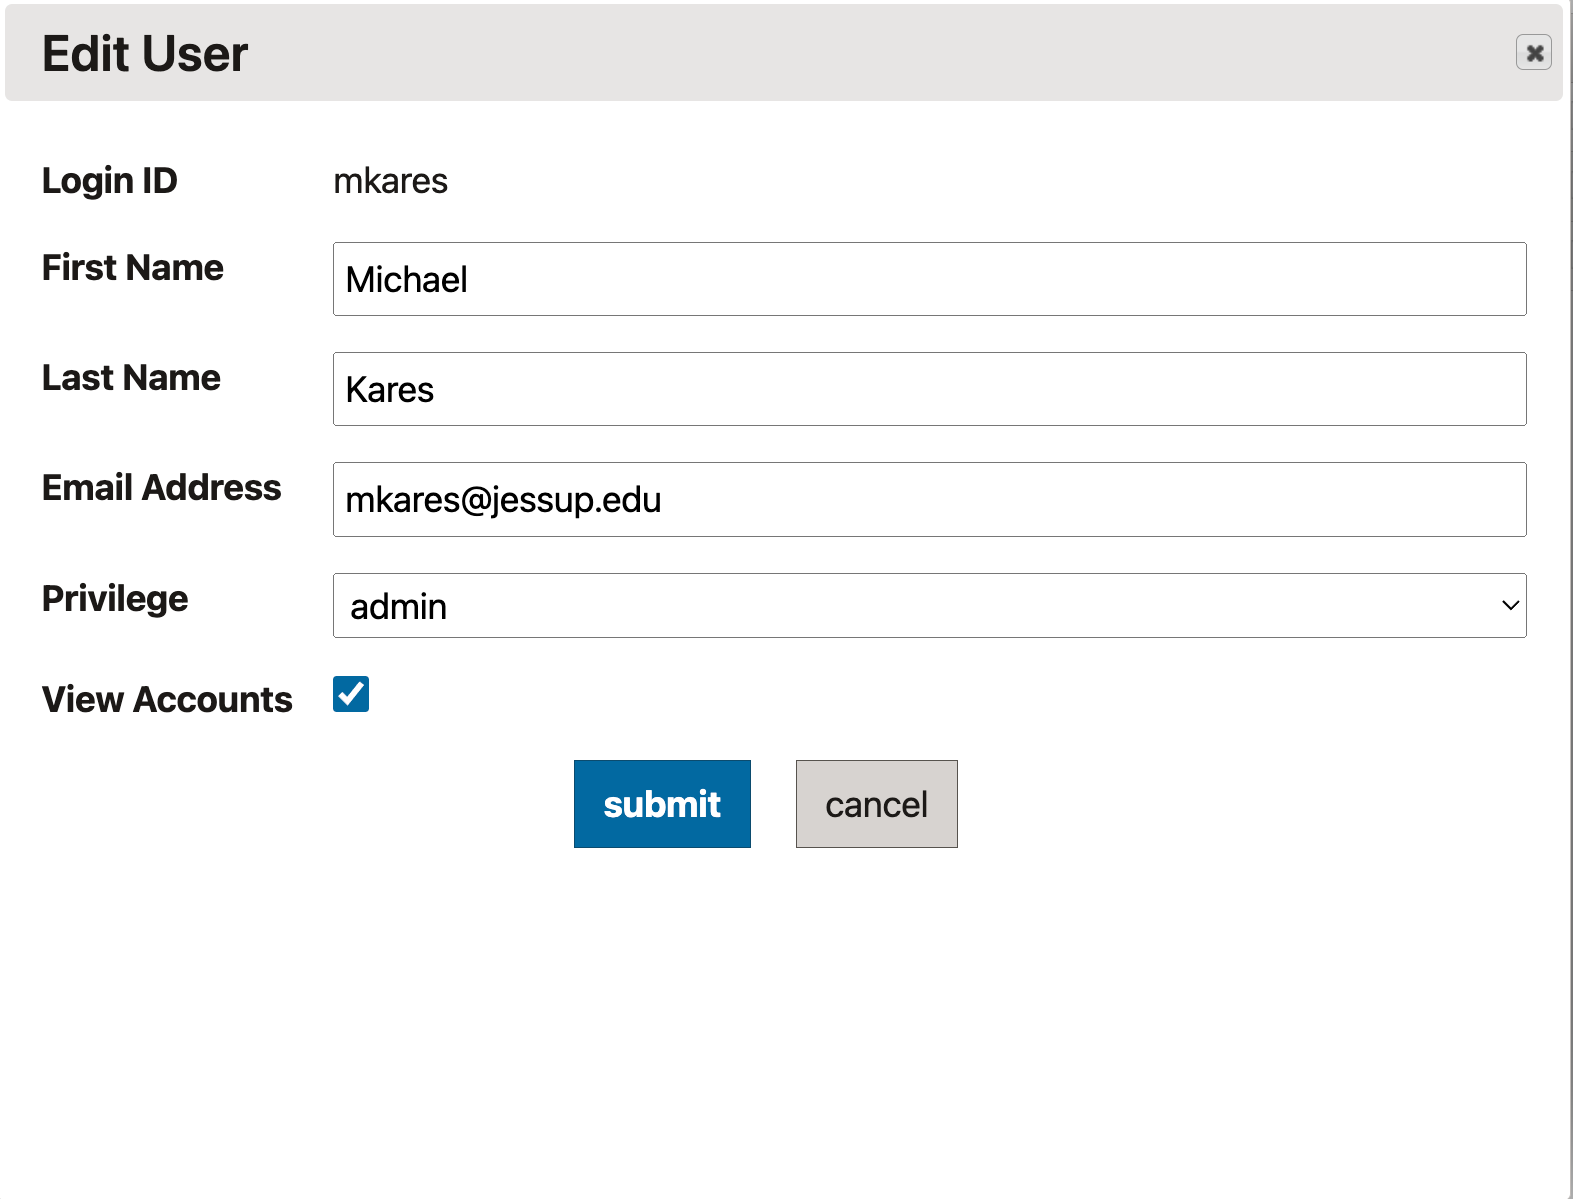 Edit User
Login ID mkares
First Name Michael
Last Name Kares
Email Address mkares@jessup.edu
Privilege admin
View Accounts
submit cancel